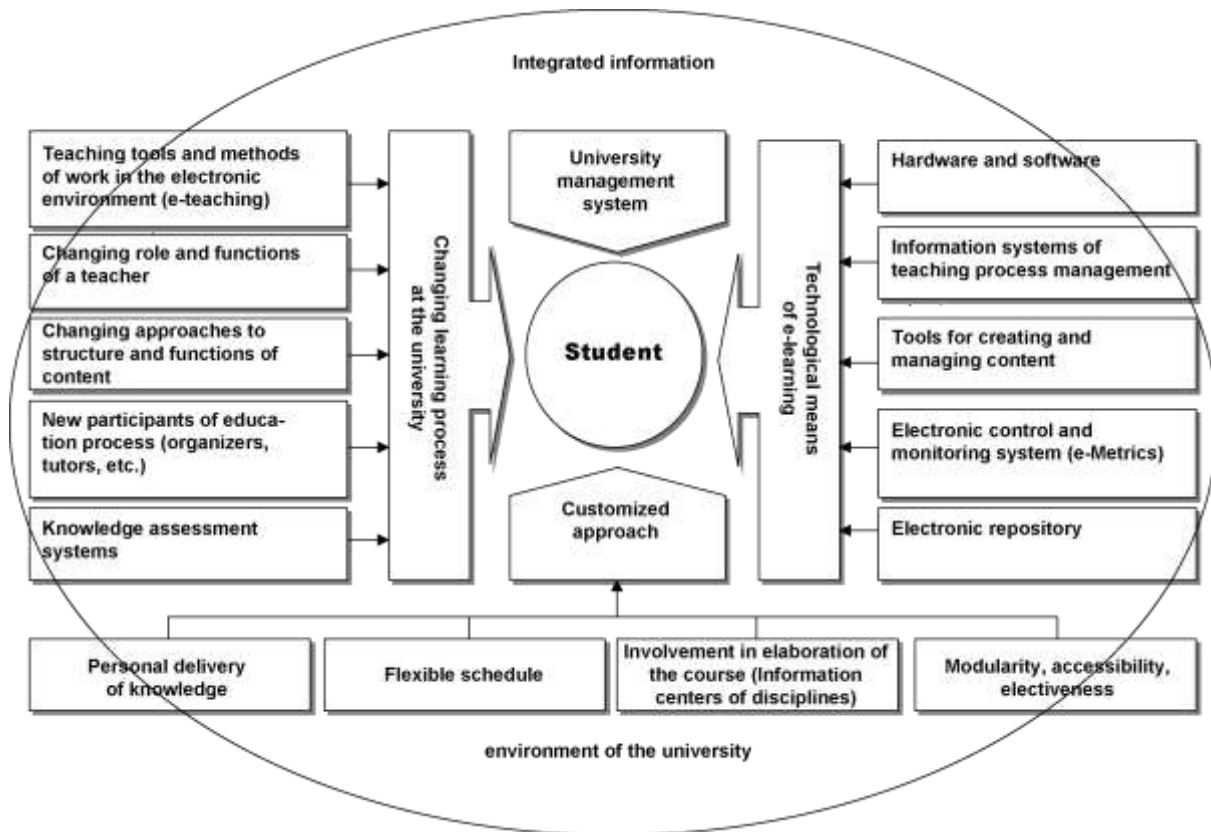 Integrated information
Teaching tools and methods
of work in the electronic
environment (e-teaching)
Changing role and functions
of a teacher
Changing approaches to
structure and functions of
content
New participants of educa-
tion process (organizers,
tutors, etc.)
Knowledge assessment
systems
Changing learning process
at the university
University
management
system
Student
Customized
approach
Technological means
of e-learning
Hardware and software
Information systems of
teaching process management
Tools for creating and
managing content
Electronic control and
monitoring system (e-Metrics)
Electronic repository
Personal delivery
of knowledge
Flexible schedule
Involvement in elaboration of
the course (Information
centers of disciplines)
Modularity, accessibility,
electiveness
environment of the university